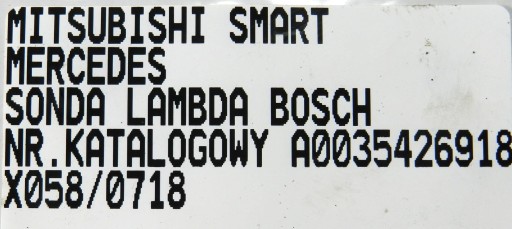 MITSUBISHI SMART
MERCEDES
SONDA LAMBDA BOSCH
NR.KATALOGOWY A0035426918
X058/0718